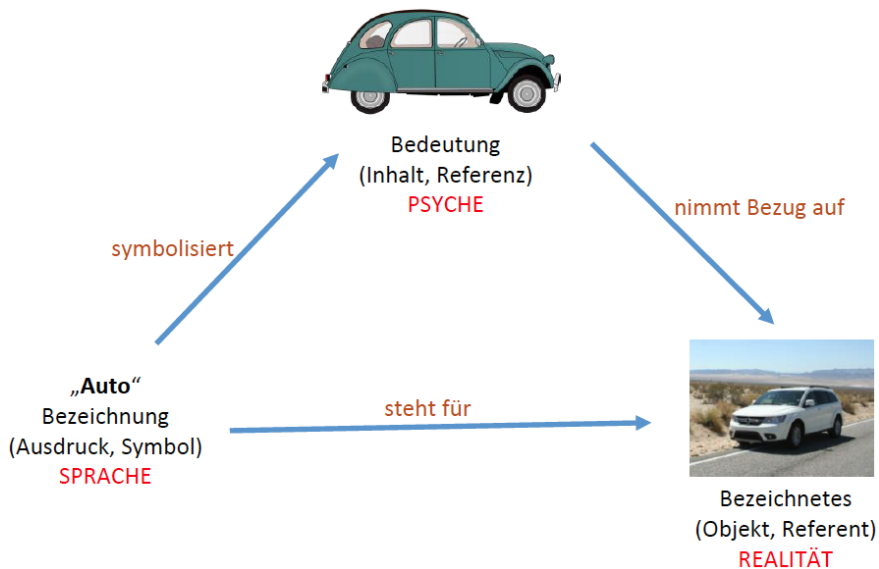 Bedeutung
(Inhalt, Referenz)
PSYCHE
symbolisiert
nimmt Bezug auf
„Auto“
Bezeichnung
(Ausdruck, Symbol)
SPRACHE
steht für
Bezeichnetes
(Objekt, Referent)
REALITÄT